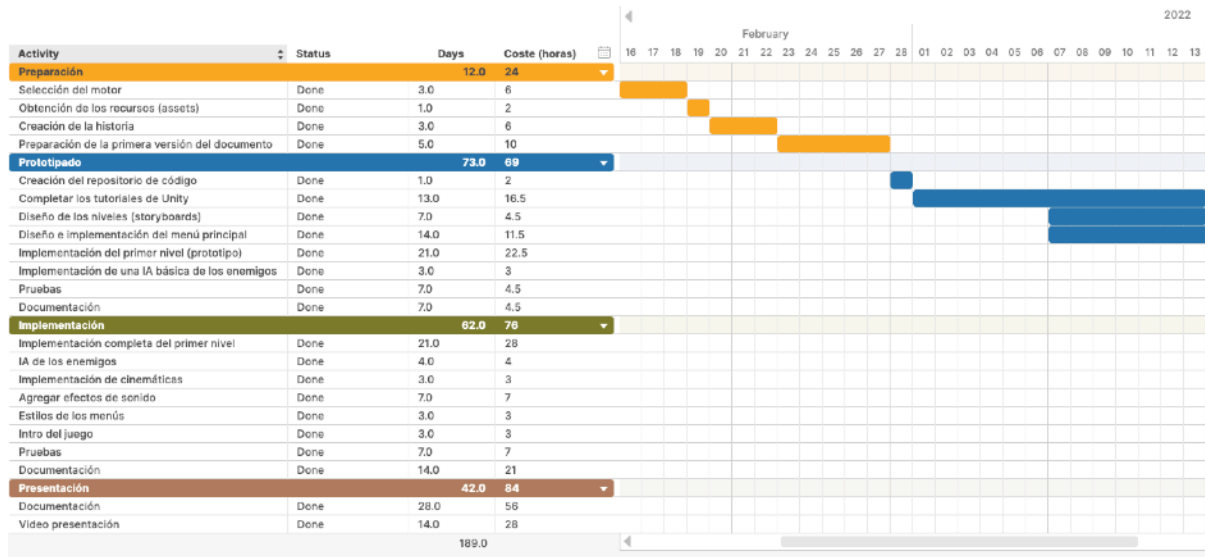 2022
February
Activity Status Days Coste (horas) 16 17 18 19 20 21 22 23 24 25 26 27 28 01 02 03 04 05 06 07 08 09 10 11 12 13
Preparación 12.0 24
Selección del motor Done 3.0 6
Obtención de los recursos (assets) Done 1.0 2
Creación de la historia Done 3.0 6
Preparación de la primera versión del documento Done 5.0 10
Prototipado 73.0 69
Creación del repositorio de código Done 1.0 2
Completar los tutoriales de Unity Done 13.0 16.5
Diseño de los niveles (storyboards) Done 7.0 4.5
Diseño e implementación del menú principal Done 14.0 11.5
Implementación del primer nivel (prototipo) Done 21.0 22.5
Implementación de una IA básica de los enemigos Done 3.0 3
Pruebas Done 7.0 4.5
Documentación Done 7.0 4.5
Implementación 62.0 76
Implementación completa del primer nivel Done 21.0 28
IA de los enemigos Done 4.0 4
Implementación de cinemáticas Done 3.0 3
Agregar efectos de sonido Done 7.0 7
Estilos de los menús Done 3.0 3
Intro del juego Done 3.0 3
Pruebas Done 7.0 7
Documentación Done 14.0 21
Presentación 42.0 84
Documentación Done 28.0 56
Vídeo presentación Done 14.0 28
189.0